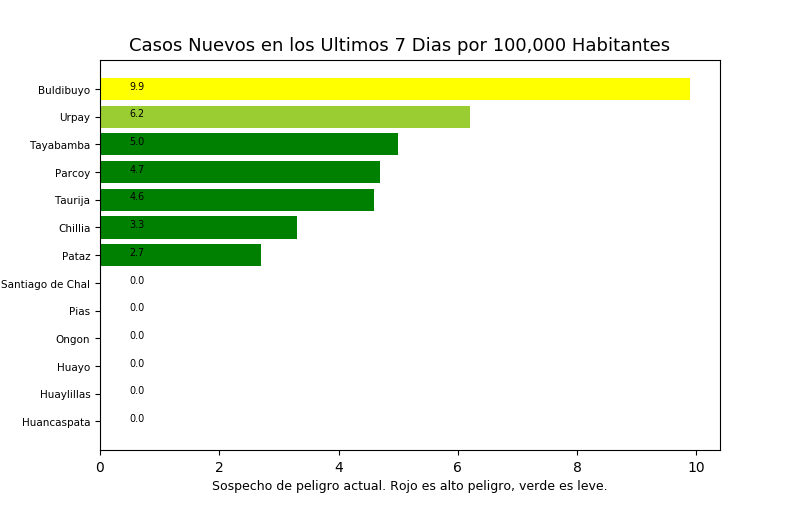 Casos Nuevos en los Ultimos 7 Dias por 100,000 Habitantes
Buldibuyo 9.9
Urpay 6.2
Tayabamba 5.0
Parcoy 4.7
Taurija 4.6
Chillia 3.3
Pataz 2.7
Santiago de Chal 0.0
Pias 0.0
Ongon 0.0
Huayo 0.0
Huaylillas 0.0
Huancaspata 0.0
0 2 4 6 8 10
Sospecho de peligro actual. Rojo es alto peligro, verde es leve.